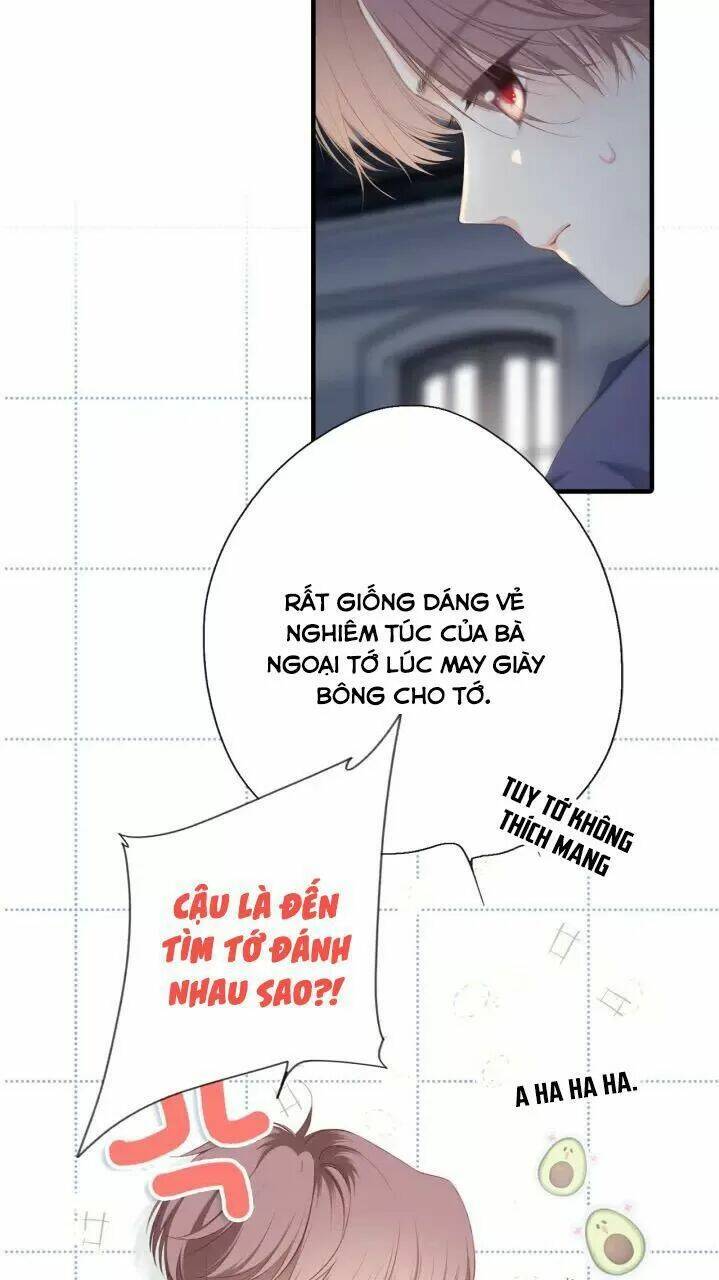 RẤT GIỐNG DÁNG VẺ
NGHIÊM TÚC CỦA BÀ
NGOẠI TỚ LÚC MAY GIÀY
BÔNG CHO TỚ.
TUY TỚ KHÔNG
THÍCH MANG
CẬU LÀ ĐẾN
TÌM TỚ ĐÁNH
NHAU SAO?!
A HA HA HA.